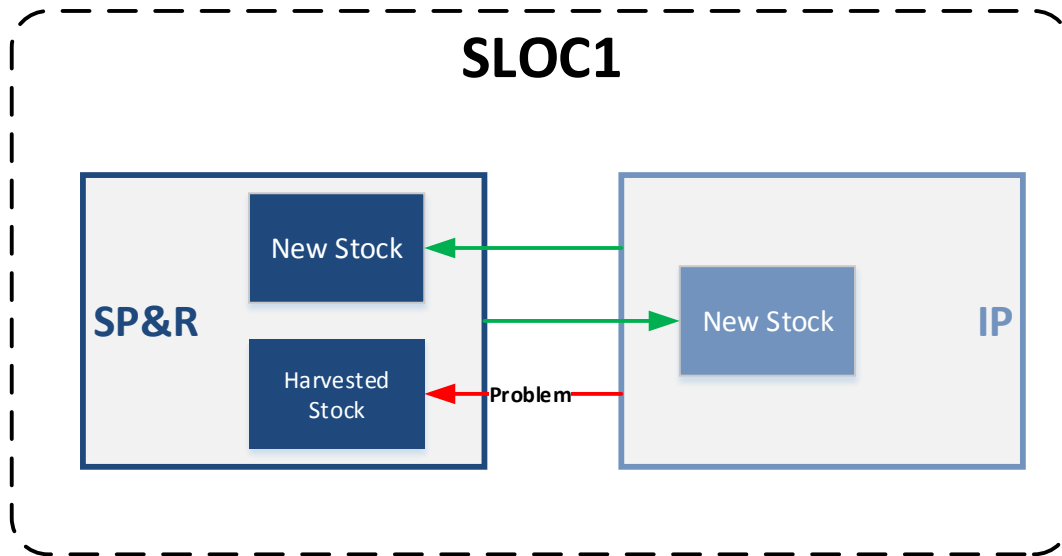 SLOC1
SP&R
New Stock
Harvested
Stock
Problem
New Stock
IP